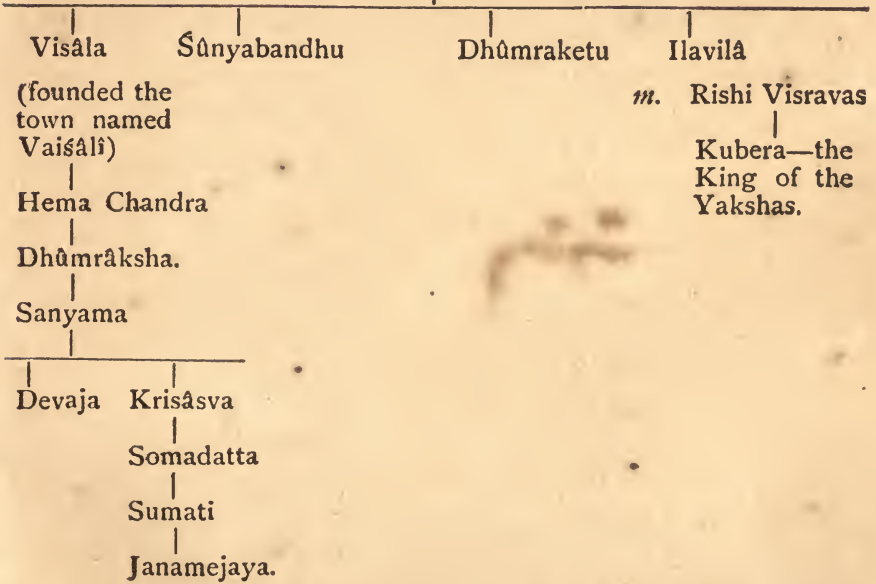 Visâla Śûnyabandhu Dhûmraketu Ilavilâ
(founded the
town named
Vaiśâlî)
m. Rishi Visravas
Kubera—the
King of the
Yakshas.
Hema Chandra
Dhûmrâksha.
Sanyama
Devaja Krisâsva
Somadatta
Sumati
Janamejaya.